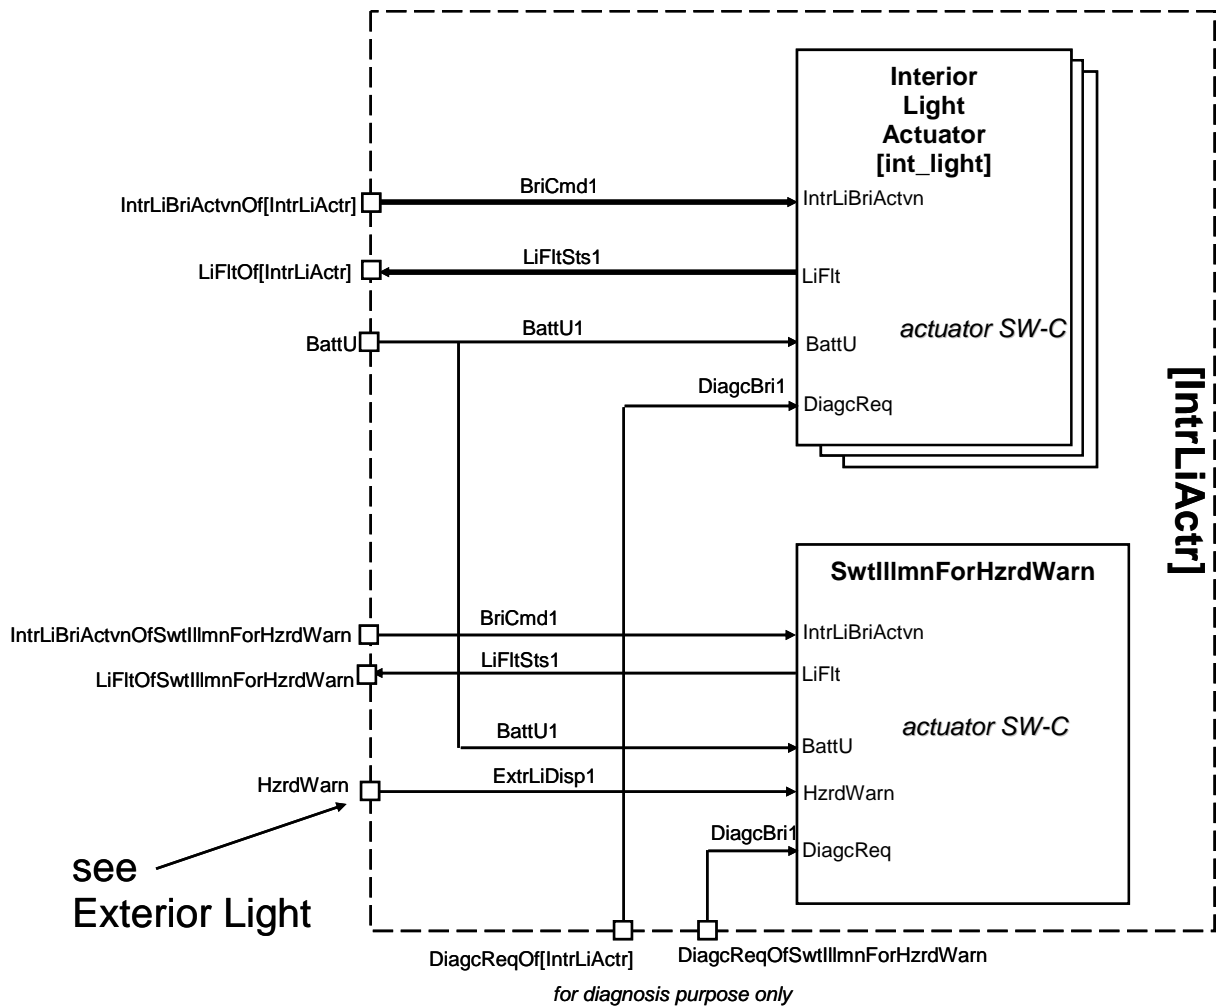 Interior
Light
Actuator
[int_light]
BriCmd1
IntrLiBriActvnOf[IntrLiActr]
IntrLiBriActvn
LiFltSts1
LiFltOf[IntrLiActr]
LiFlt
BattU1
actuator SW-C
BattU
BattU
DiagcBri1
DiagcReq
[IntrLiActr]
SwtIllmnForHzrdWarn
BriCmd1
IntrLiBriActvnOfSwtIllmnForHzrdWarn
IntrLiBriActvn
LiFltSts1
LiFltOfSwtIllmnForHzrdWarn
LiFlt
BattU1
actuator SW-C
BattU
HzrdWarn
ExtrLiDisp1
HzrdWarn
DiagcBri1
DiagcReq
see
Exterior Light
DiagcReqOf[IntrLiActr]
DiagcReqOfSwtIllmnForHzrdWarn
for diagnosis purpose only